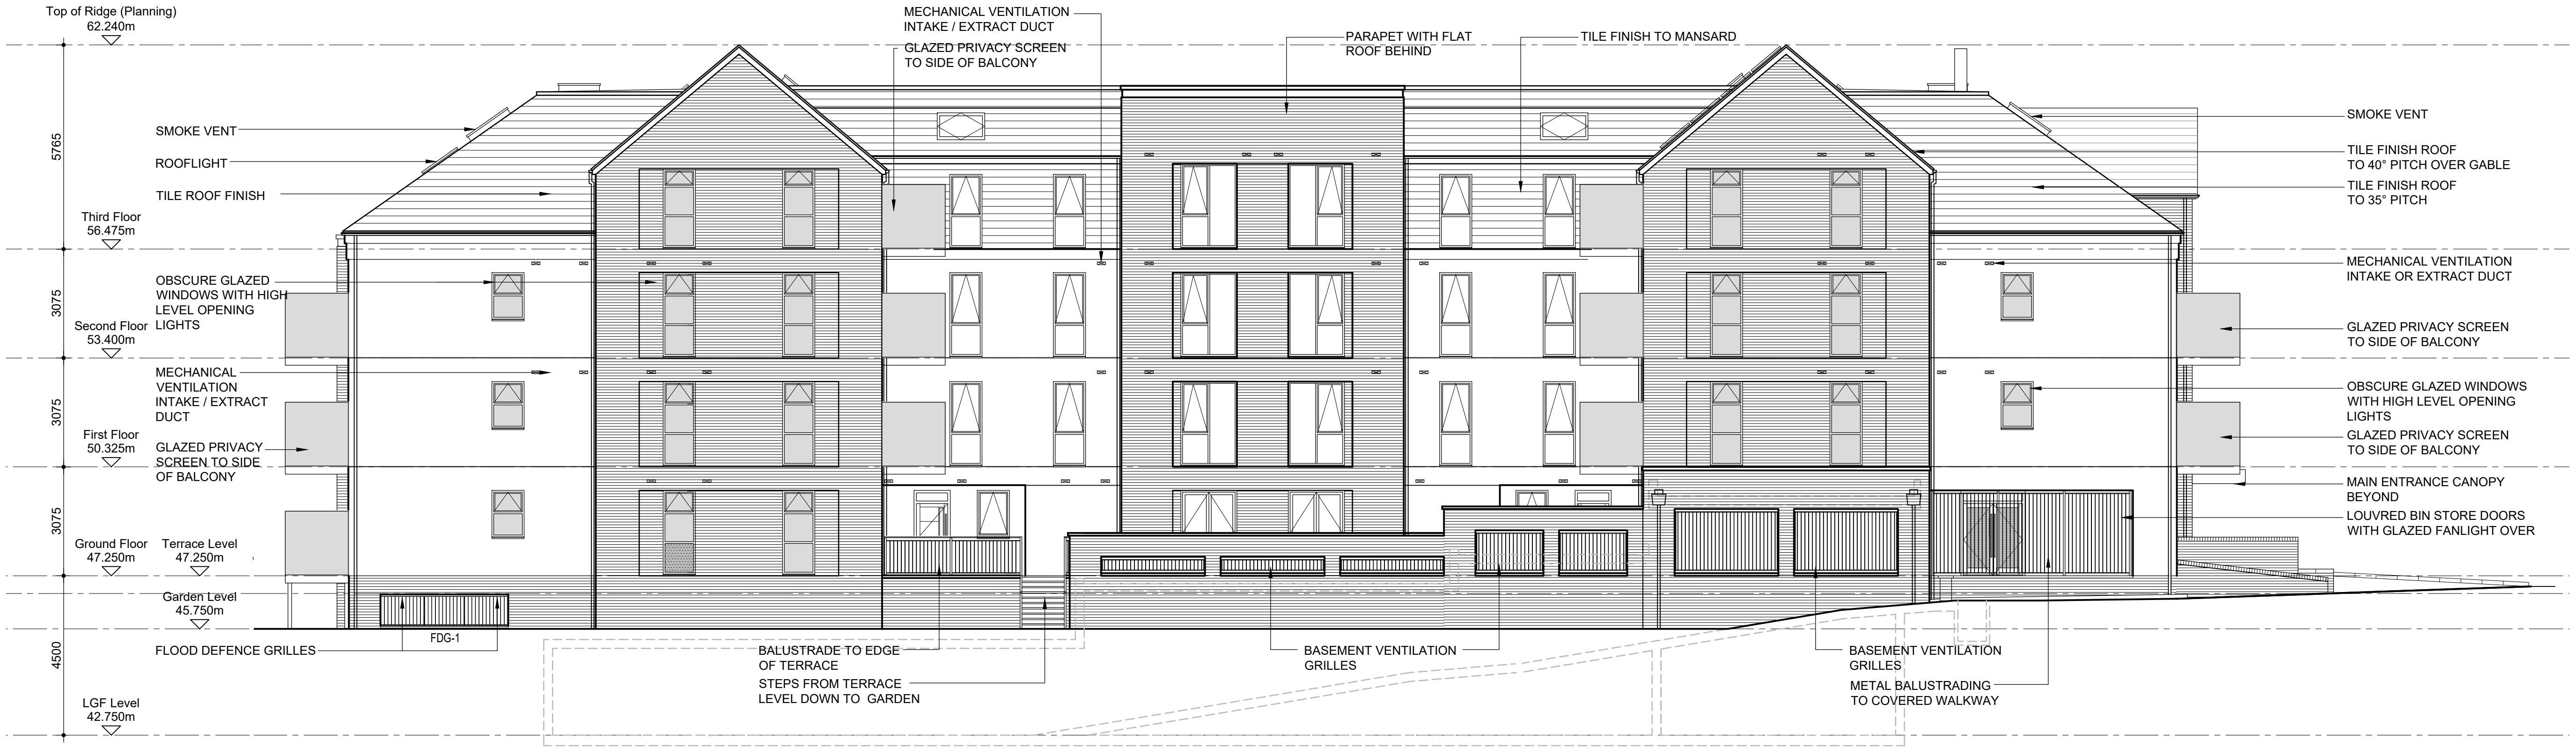 Top of Ridge (Planning)
62.240m
5765
SMOKE VENT
ROOFLIGHT
TILE ROOF FINISH
Third Floor
56.475m
3075
OBSCURE GLAZED
WINDOWS WITH HIGH
LEVEL OPENING
LIGHTS
Second Floor
53.400m
3075
MECHANICAL
VENTILATION
INTAKE / EXTRACT
DUCT
First Floor
50.325m
GLAZED PRIVACY
SCREEN TO SIDE
OF BALCONY
3075
Ground Floor
47.250m
Terrace Level
47.250m
Garden Level
45.750m
4500
FDG-1
FLOOD DEFENCE GRILLES
LGF Level
42.750m
MECHANICAL VENTILATION
INTAKE / EXTRACT DUCT
GLAZED PRIVACY SCREEN
TO SIDE OF BALCONY
PARAPET WITH FLAT
ROOF BEHIND
TILE FINISH TO MANSARD
BALUSTRADE TO EDGE
OF TERRACE
STEPS FROM TERRACE
LEVEL DOWN TO GARDEN
BASEMENT VENTILATION
GRILLES
BASEMENT VENTILATION
GRILLES
METAL BALUSTRADING
TO COVERED WALKWAY
SMOKE VENT
TILE FINISH ROOF
TO 40° PITCH OVER GABLE
TILE FINISH ROOF
TO 35° PITCH
MECHANICAL VENTILATION
INTAKE OR EXTRACT DUCT
GLAZED PRIVACY SCREEN
TO SIDE OF BALCONY
OBSCURE GLAZED WINDOWS
WITH HIGH LEVEL OPENING
LIGHTS
GLAZED PRIVACY SCREEN
TO SIDE OF BALCONY
MAIN ENTRANCE CANOPY
BEYOND
LOUVRED BIN STORE DOORS
WITH GLAZED FANLIGHT OVER